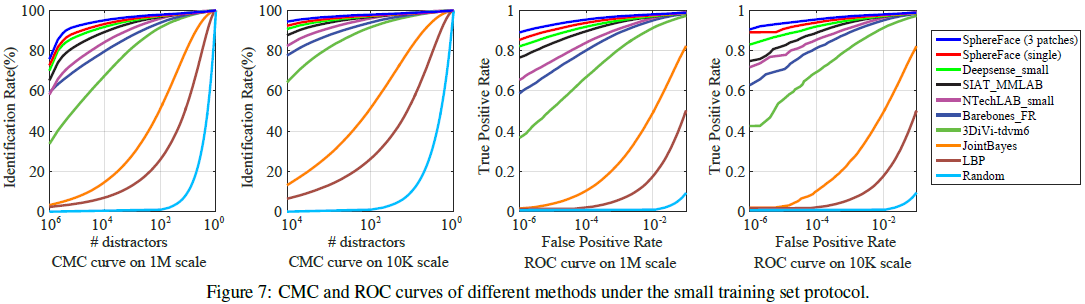 100
80
60
40
20
0
Identification Rate(%)
10^6 10^4 10^2 10^0
# distractors
CMC curve on 1M scale
100
80
60
40
20
0
Identification Rate(%)
10^4 10^2 10^0
# distractors
CMC curve on 10K scale
1
0.8
0.6
0.4
0.2
0
True Positive Rate
10^-6 10^-4 10^-2
False Positive Rate
ROC curve on 1M scale
1
0.8
0.6
0.4
0.2
0
True Positive Rate
10^-6 10^-4 10^-2
False Positive Rate
ROC curve on 10K scale
SphereFace (3 patches)
SphereFace (single)
Deepsense_small
SIAT_MMLAB
NTechLAB_small
Barebones_FR
3DiVi-tdvm6
JointBayes
LBP
Random
Figure 7: CMC and ROC curves of different methods under the small training set protocol.